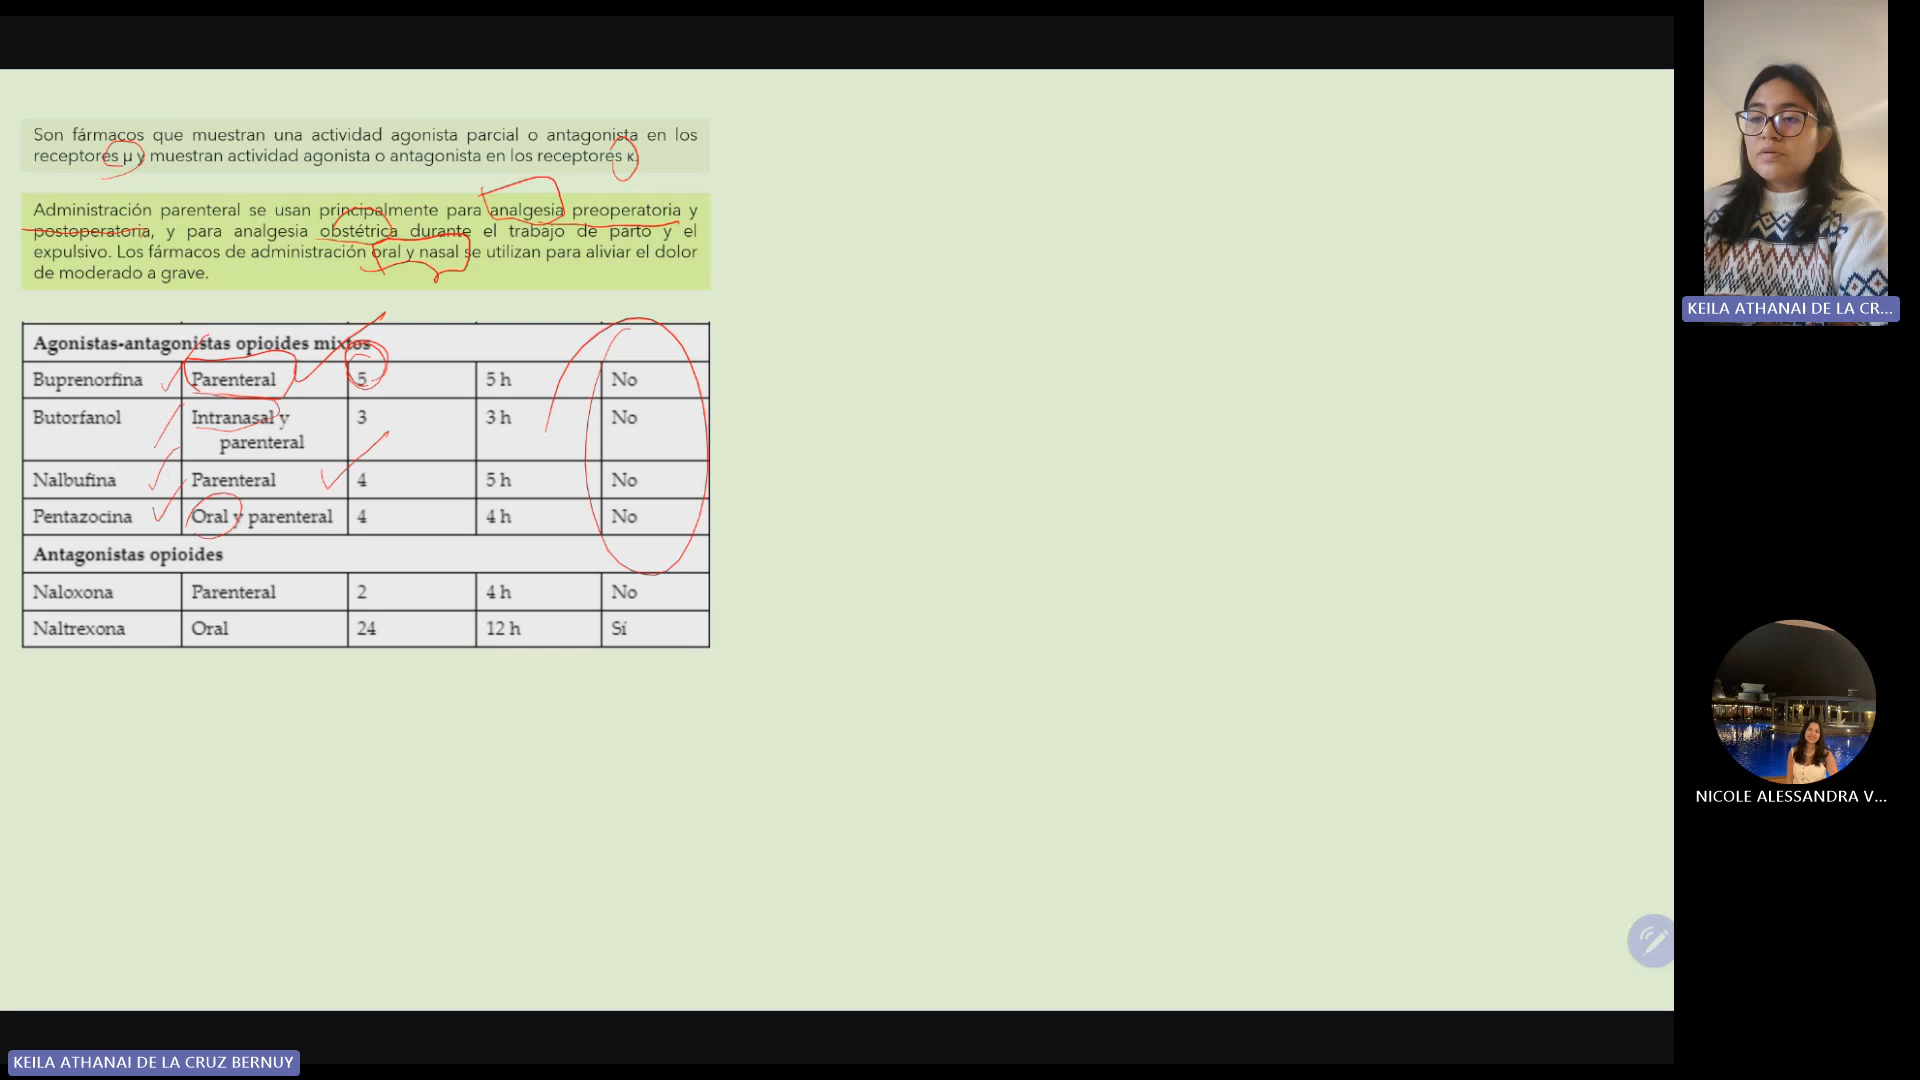 Son fármacos que muestran una actividad agonista parcial o antagonista en los
receptores μ y muestran actividad agonista o antagonista en los receptores κ.
Administración parenteral se usan principalmente para analgesia preoperatoria y
postoperatoria, y para analgesia obstétrica durante el trabajo de parto y el
expulsivo. Los fármacos de administración oral y nasal se utilizan para aliviar el dolor
de moderado a grave.
Agonistas-antagonistas opioides mixtos
Buprenorfina Parenteral 5 5 h No
Butorfanol Intranasal y 3 3 h No
parenteral
Nalbufina Parenteral 4 5 h No
Pentazocina Oral y parenteral 4 4 h No
Antagonistas opioides
Naloxona Parenteral 2 4 h No
Naltrexona Oral 24 12 h Sí
KEILA ATHANAI DE LA CR...
NICOLE ALESSANDRA V...
KEILA ATHANAI DE LA CRUZ BERNUY